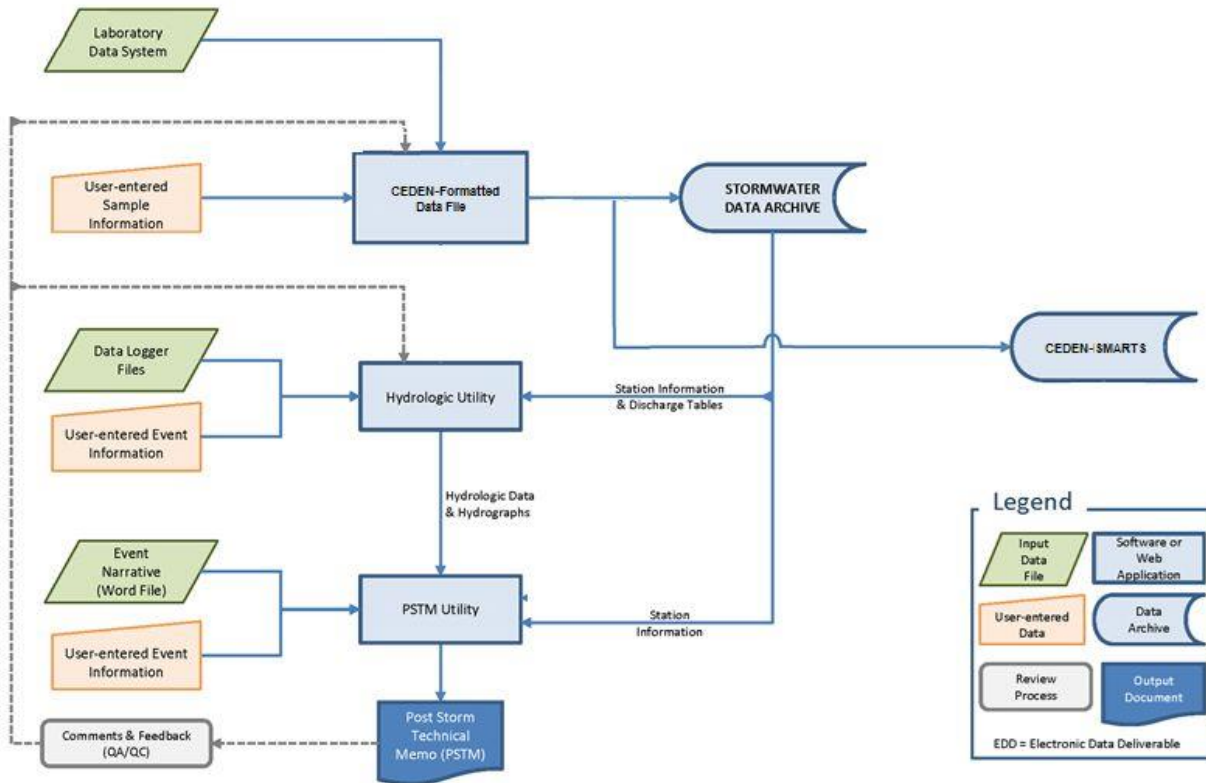 Laboratory
Data System
User-entered
Sample
Information
CEDEN-Formatted
Data File
STORMWATER
DATA ARCHIVE
CEDEN-SMARTS
Data Logger
Files
User-entered Event
Information
Hydrologic Utility
Station Information
& Discharge Tables
Hydrologic Data
& Hydrographs
Event
Narrative
(Word File)
User-entered Event
Information
PSTM Utility
Station
Information
Comments & Feedback
(QA/QC)
Post Storm
Technical
Memo (PSTM)
Legend
Input
Data
File
Software or
Web
Application
User-entered
Data
Data
Archive
Review
Process
Output
Document
EDD = Electronic Data Deliverable